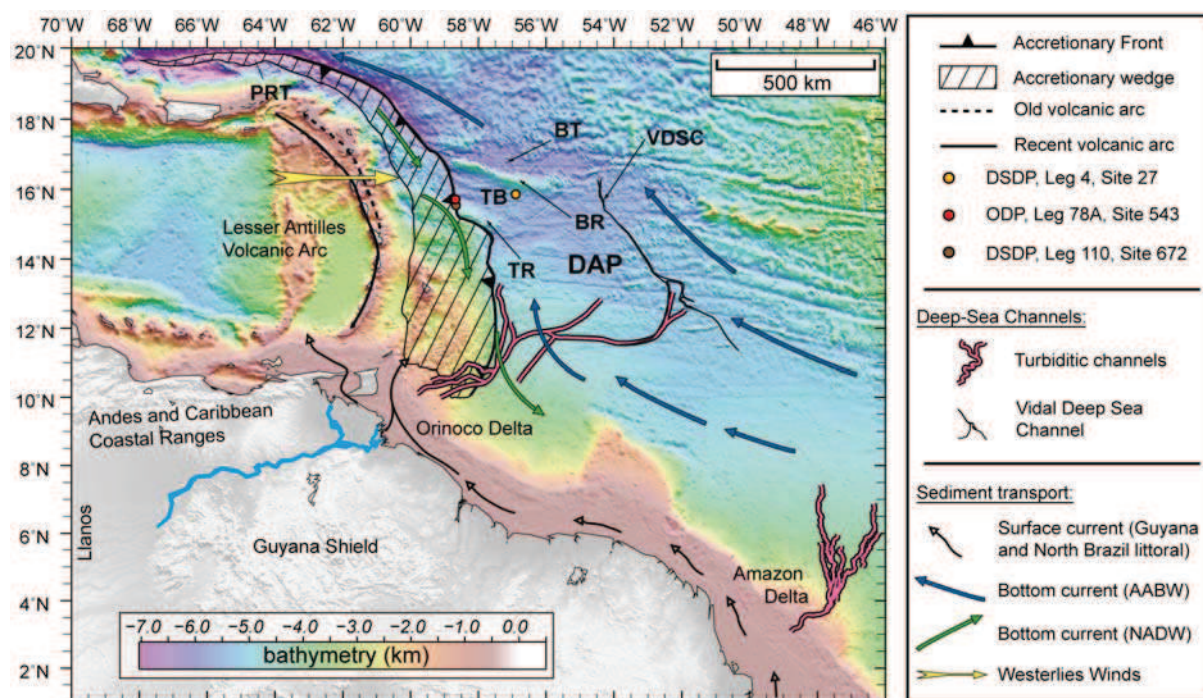 70 68 66 64 62 60 58 56 54 52 50 48 46W
20°N
18°N
16°N
14°N
12°N
10°N
8°N
6°N
4°N
2°N
500 km
PRT
BT
VDSC
TB
BR
TR
DAP
Lesser Antilles
Volcanic Arc
Andes and Caribbean
Coastal Ranges
Orinoco Delta
Llanos
Guyana Shield
Amazon
Delta
−7.0 -6.0 −5.0 −4.0 −3.0 −2.0 −1.0 0.0
bathymetry (km)
Accretionary Front
Accretionary wedge
Old volcanic arc
Recent volcanic arc
DSDP, Leg 4, Site 27
ODP, Leg 78A, Site 543
DSDP, Leg 110, Site 672
Deep-Sea Channels:
Turbiditic channels
Vidal Deep Sea
Channel
Sediment transport:
Surface current (Guyana
and North Brazil littoral)
Bottom current (AABW)
Bottom current (NADW)
Westerlies Winds